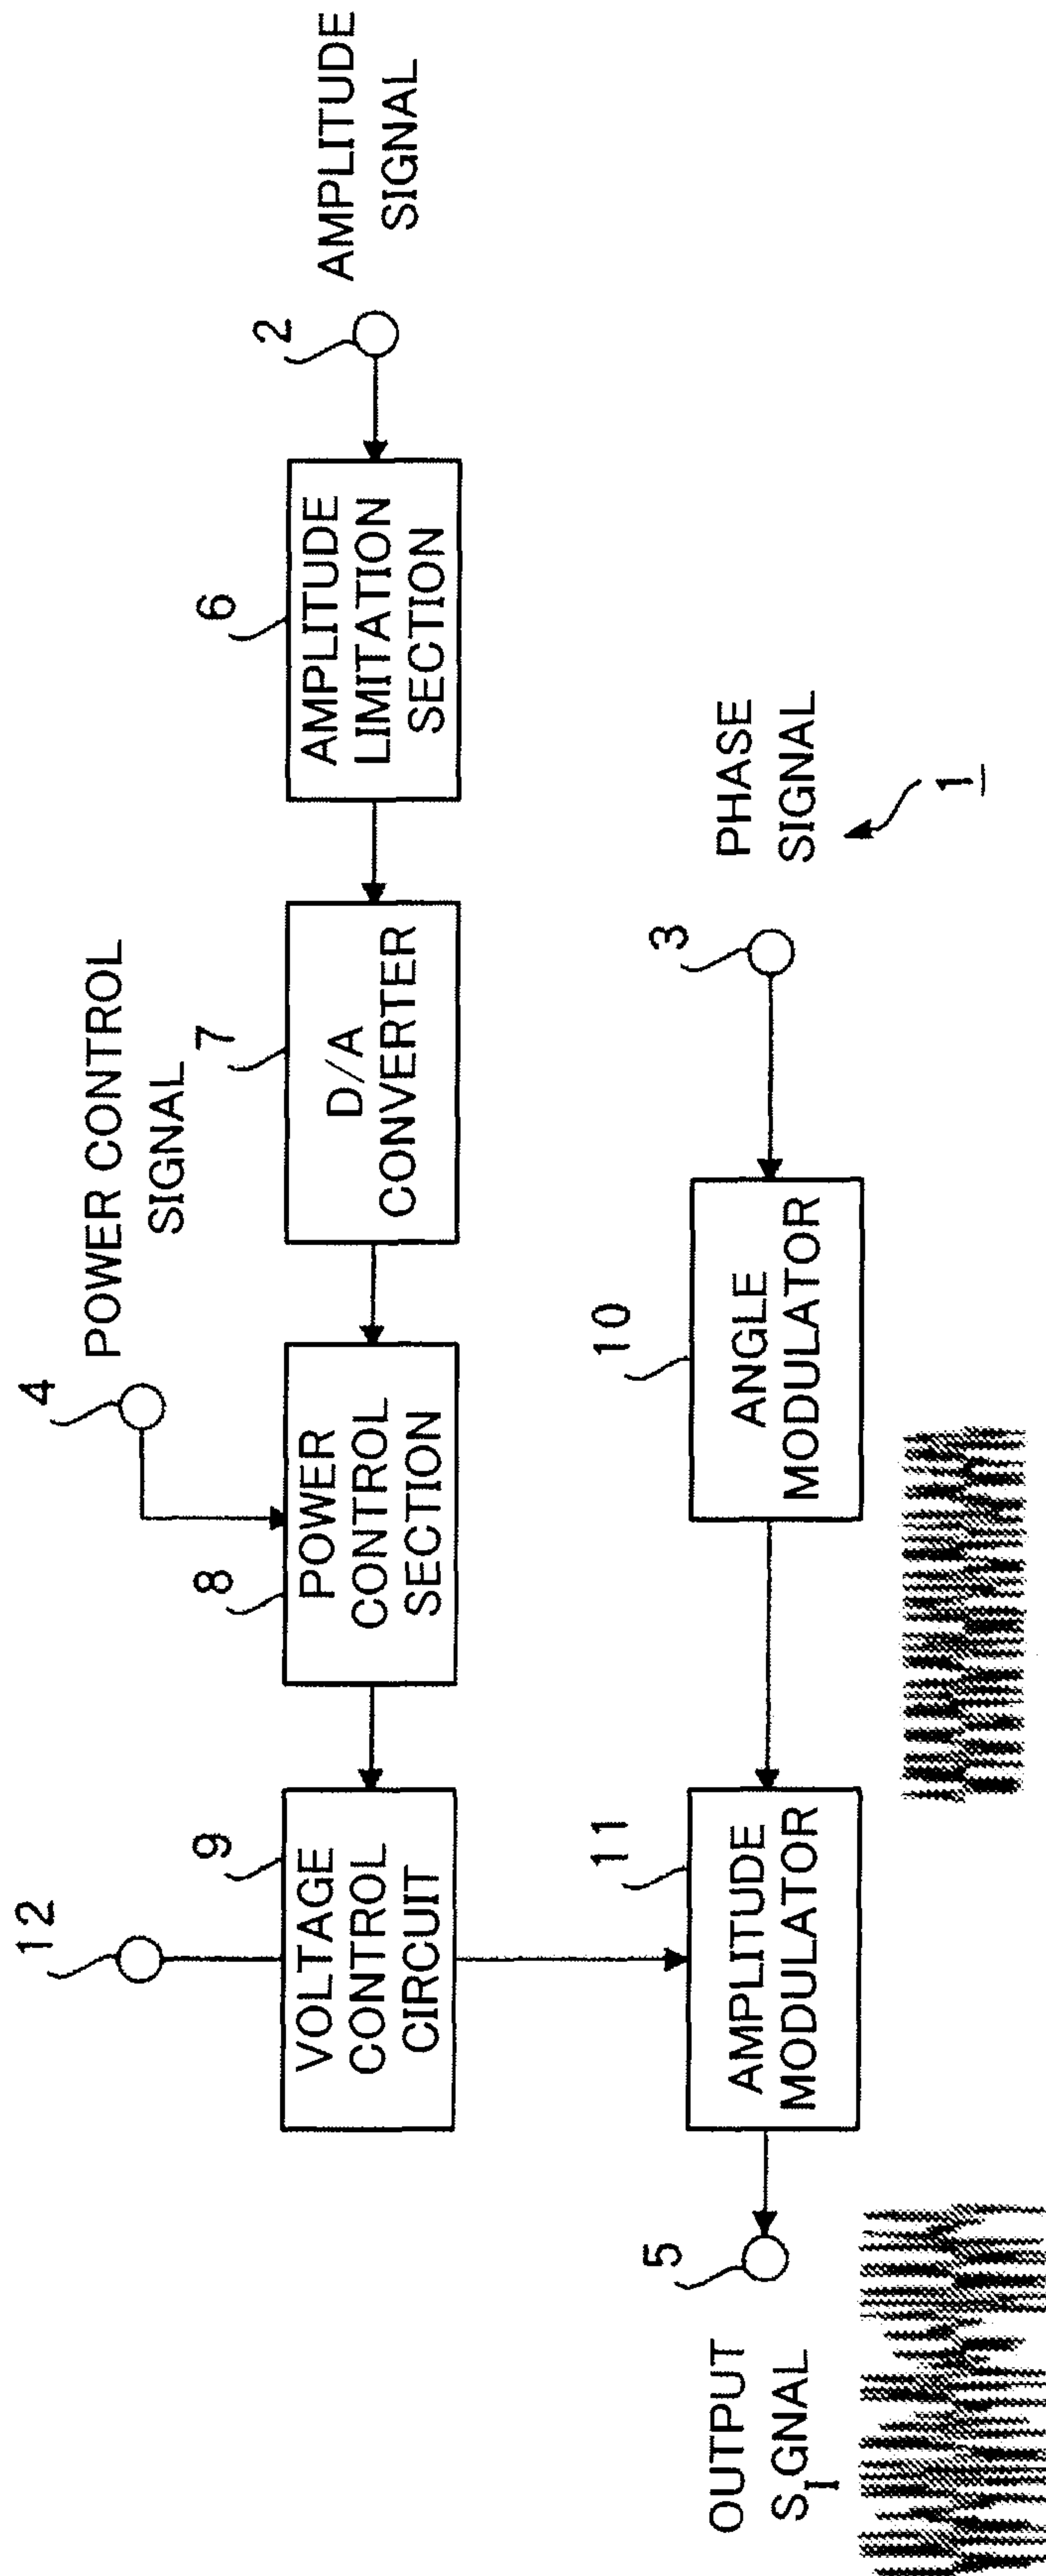 12
4
POWER CONTROL
SIGNAL
9
VOLTAGE
CONTROL
CIRCUIT
8
POWER
CONTROL
SECTION
7
D/A
CONVERTER
6
AMPLITUDE
LIMITATION
SECTION
2
AMPLITUDE
SIGNAL
5
OUTPUT
SIGNAL
11
AMPLITUDE
MODULATOR
10
ANGLE
MODULATOR
3
PHASE
SIGNAL
1